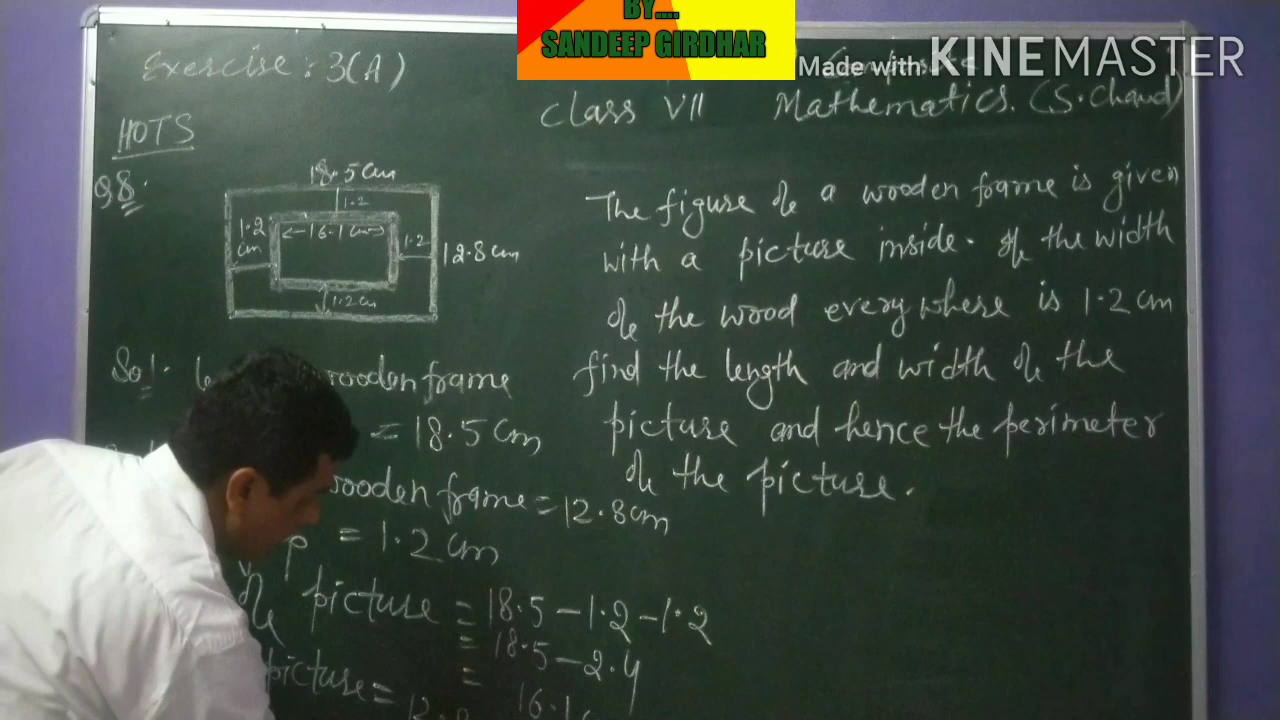 BY....
SANDEEP GIRDHAR
Made with KINEMASTER
Exercise : 3(A)
Class VII Mathematics. (S. Chand)
HOTS
Q8.
18.5 cm
1.2
1.2
cm
16.1 cm
1.2
12.8 cm
1.2 cm
The figure of a wooden frame is given
with a picture inside. If the width
of the wood every where is 1.2 cm
find the length and width of the
picture and hence the perimeter
of the picture.
Sol. wooden frame
= 18.5 cm
wooden frame = 12.8 cm
= 1.2 cm
of picture = 18.5 - 1.2 - 1.2
= 18.5 - 2.4
= 16.1
picture =